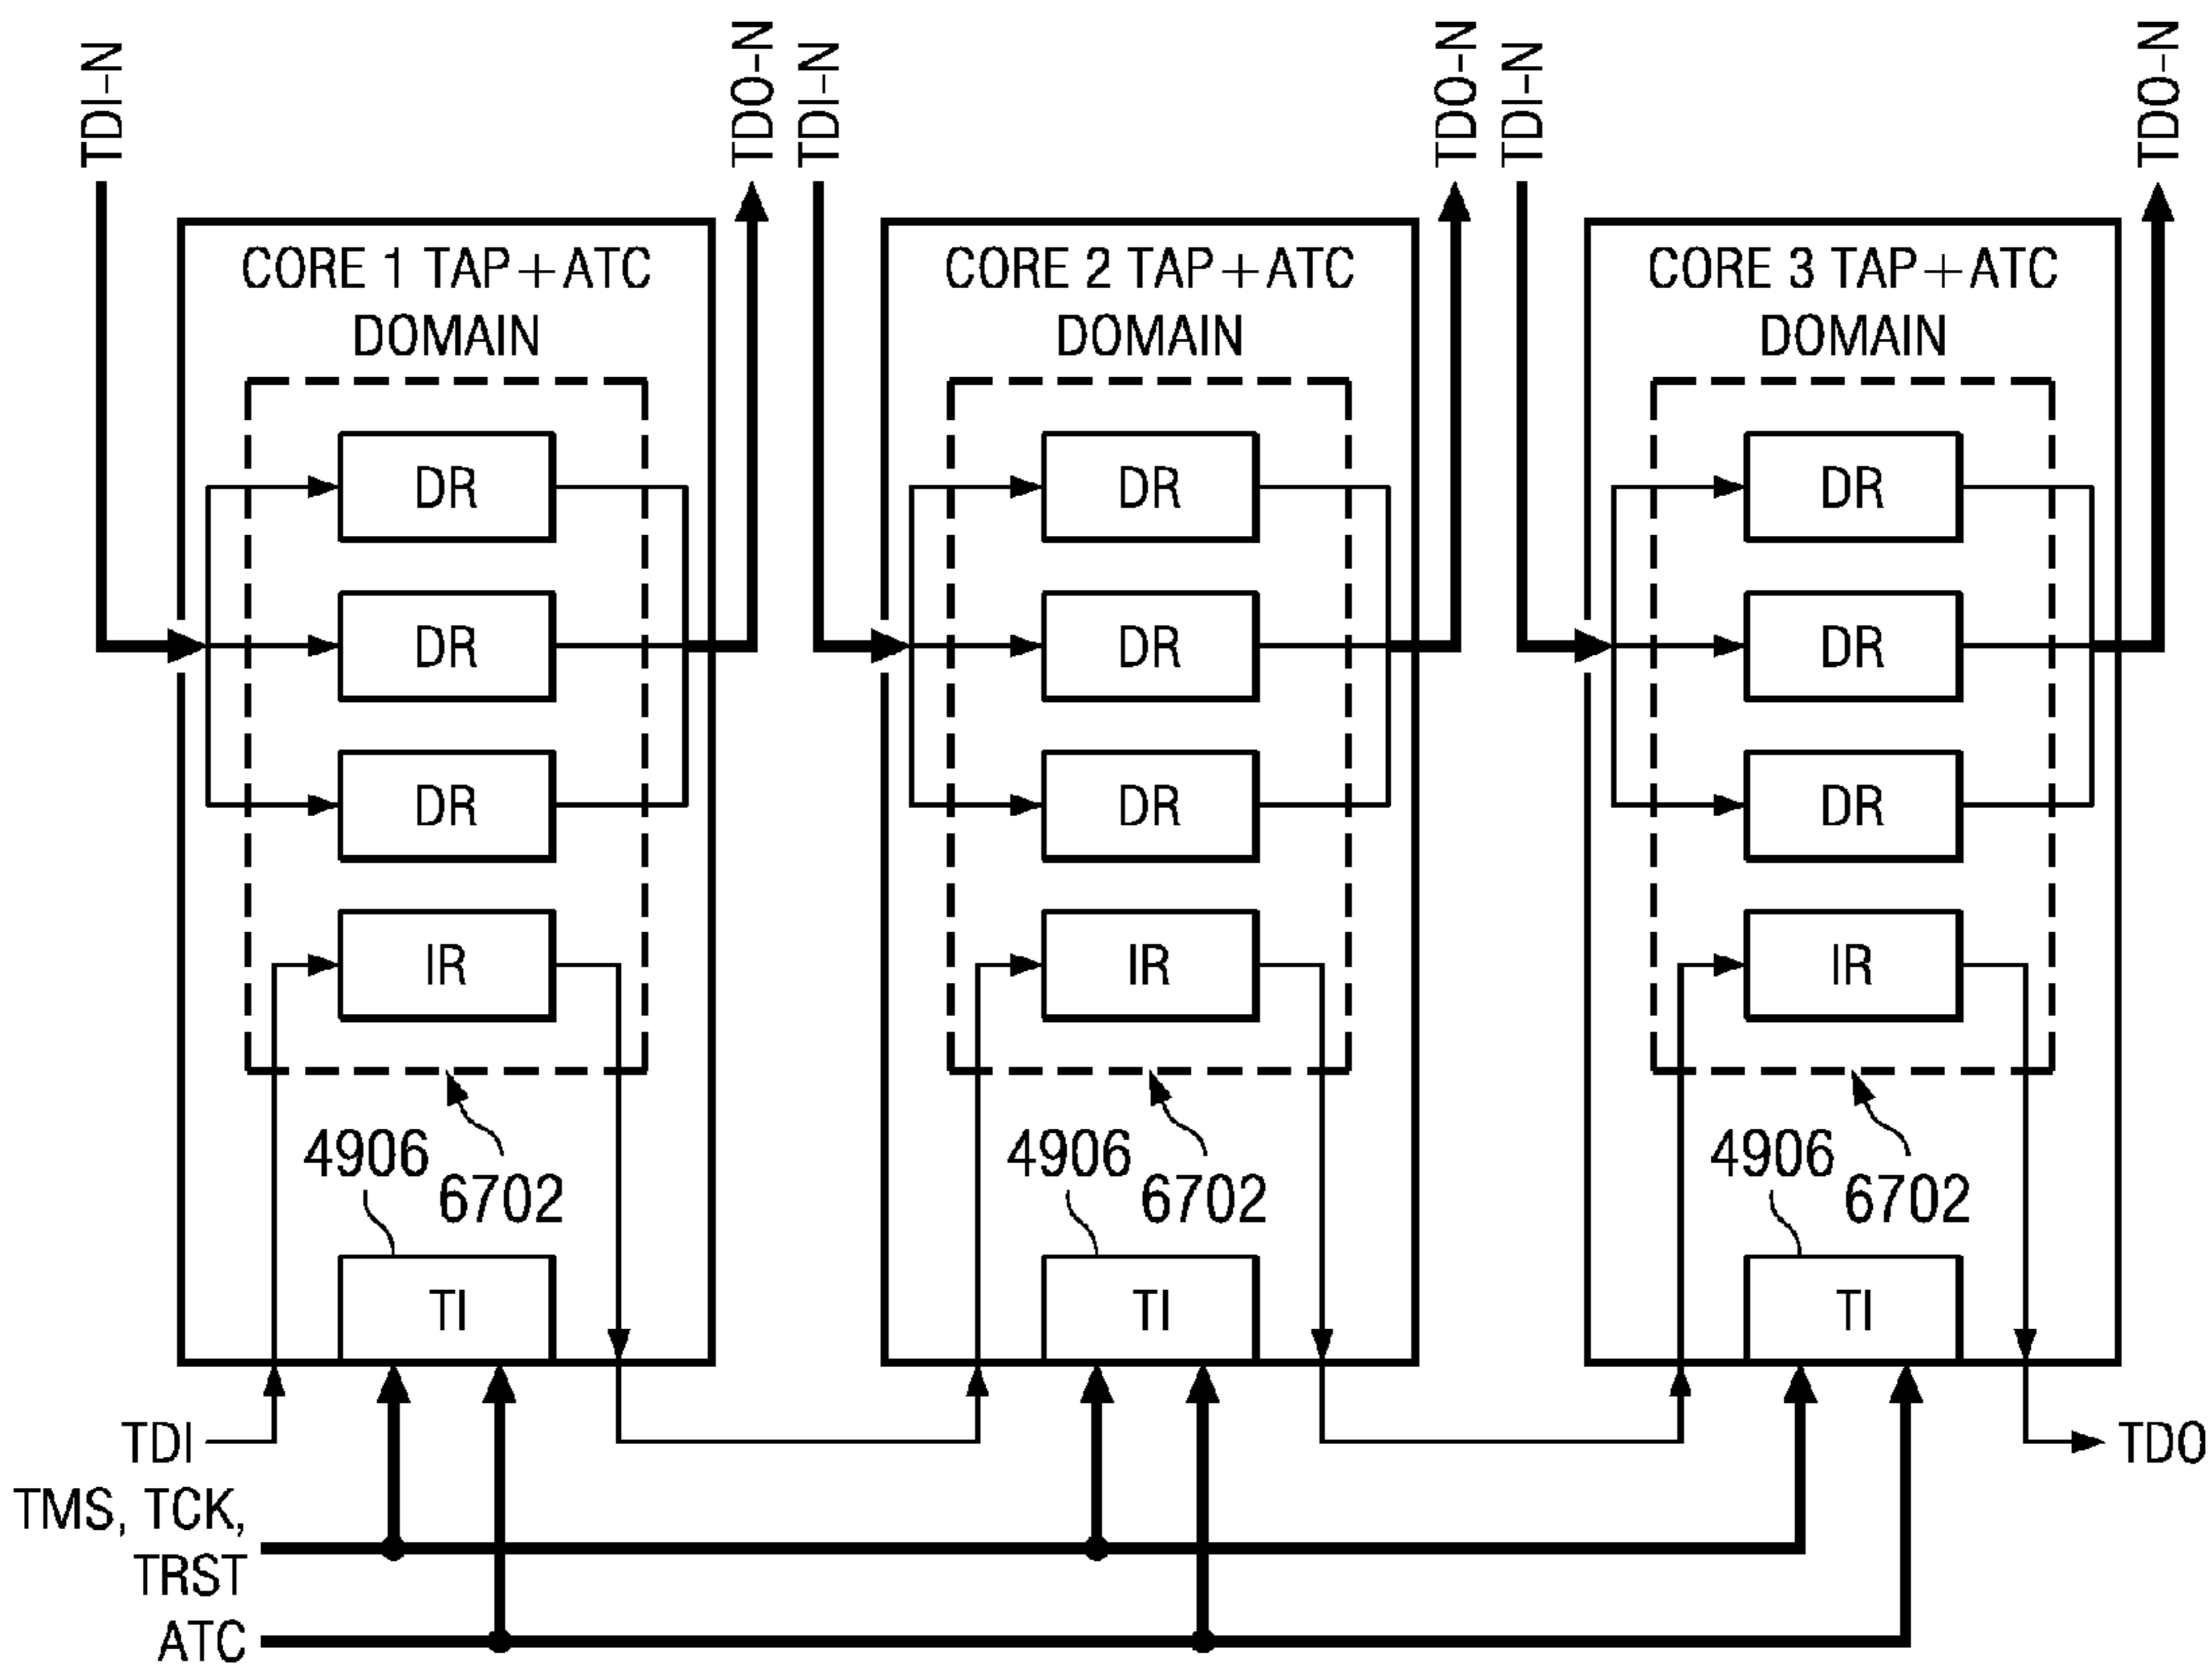 TDI-N
TDO-N
TDI-N
TDO-N
TDI-N
TDO-N
CORE 1 TAP+ATC
DOMAIN
DR
DR
DR
IR
4906
6702
TI
CORE 2 TAP+ATC
DOMAIN
DR
DR
DR
IR
4906
6702
TI
CORE 3 TAP+ATC
DOMAIN
DR
DR
DR
IR
4906
6702
TI
TDI
TDO
TMS, TCK,
TRST
ATC